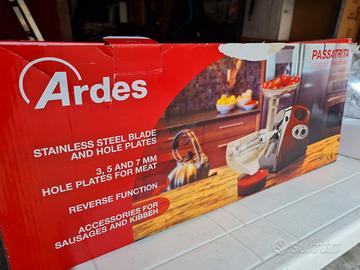 Ardes
PASSATRITA
STAINLESS STEEL BLADE
AND HOLE PLATES
3, 5 AND 7 MM
HOLE PLATES FOR MEAT
REVERSE FUNCTION
ACCESSORIES FOR
SAUSAGES AND KIBBEH
Subito